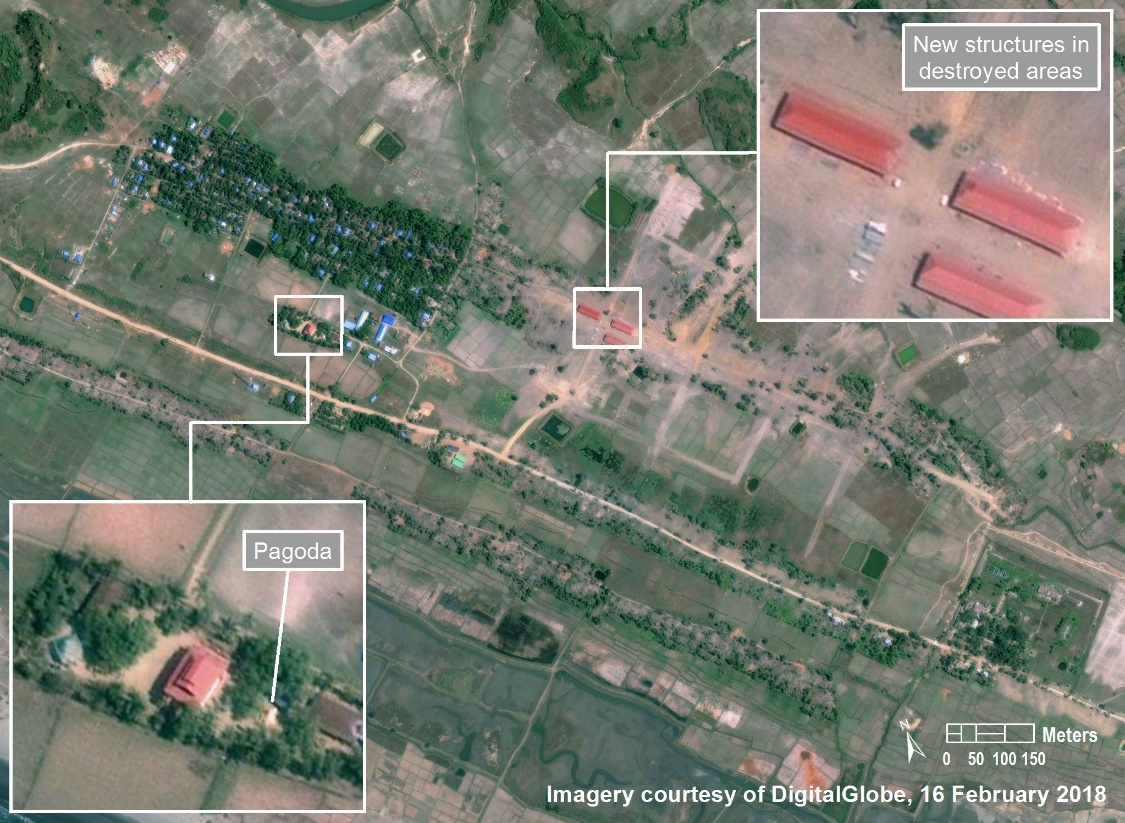 New structures in
destroyed areas
Pagoda
N
Meters
0 50 100 150
Imagery courtesy of DigitalGlobe, 16 February 2018